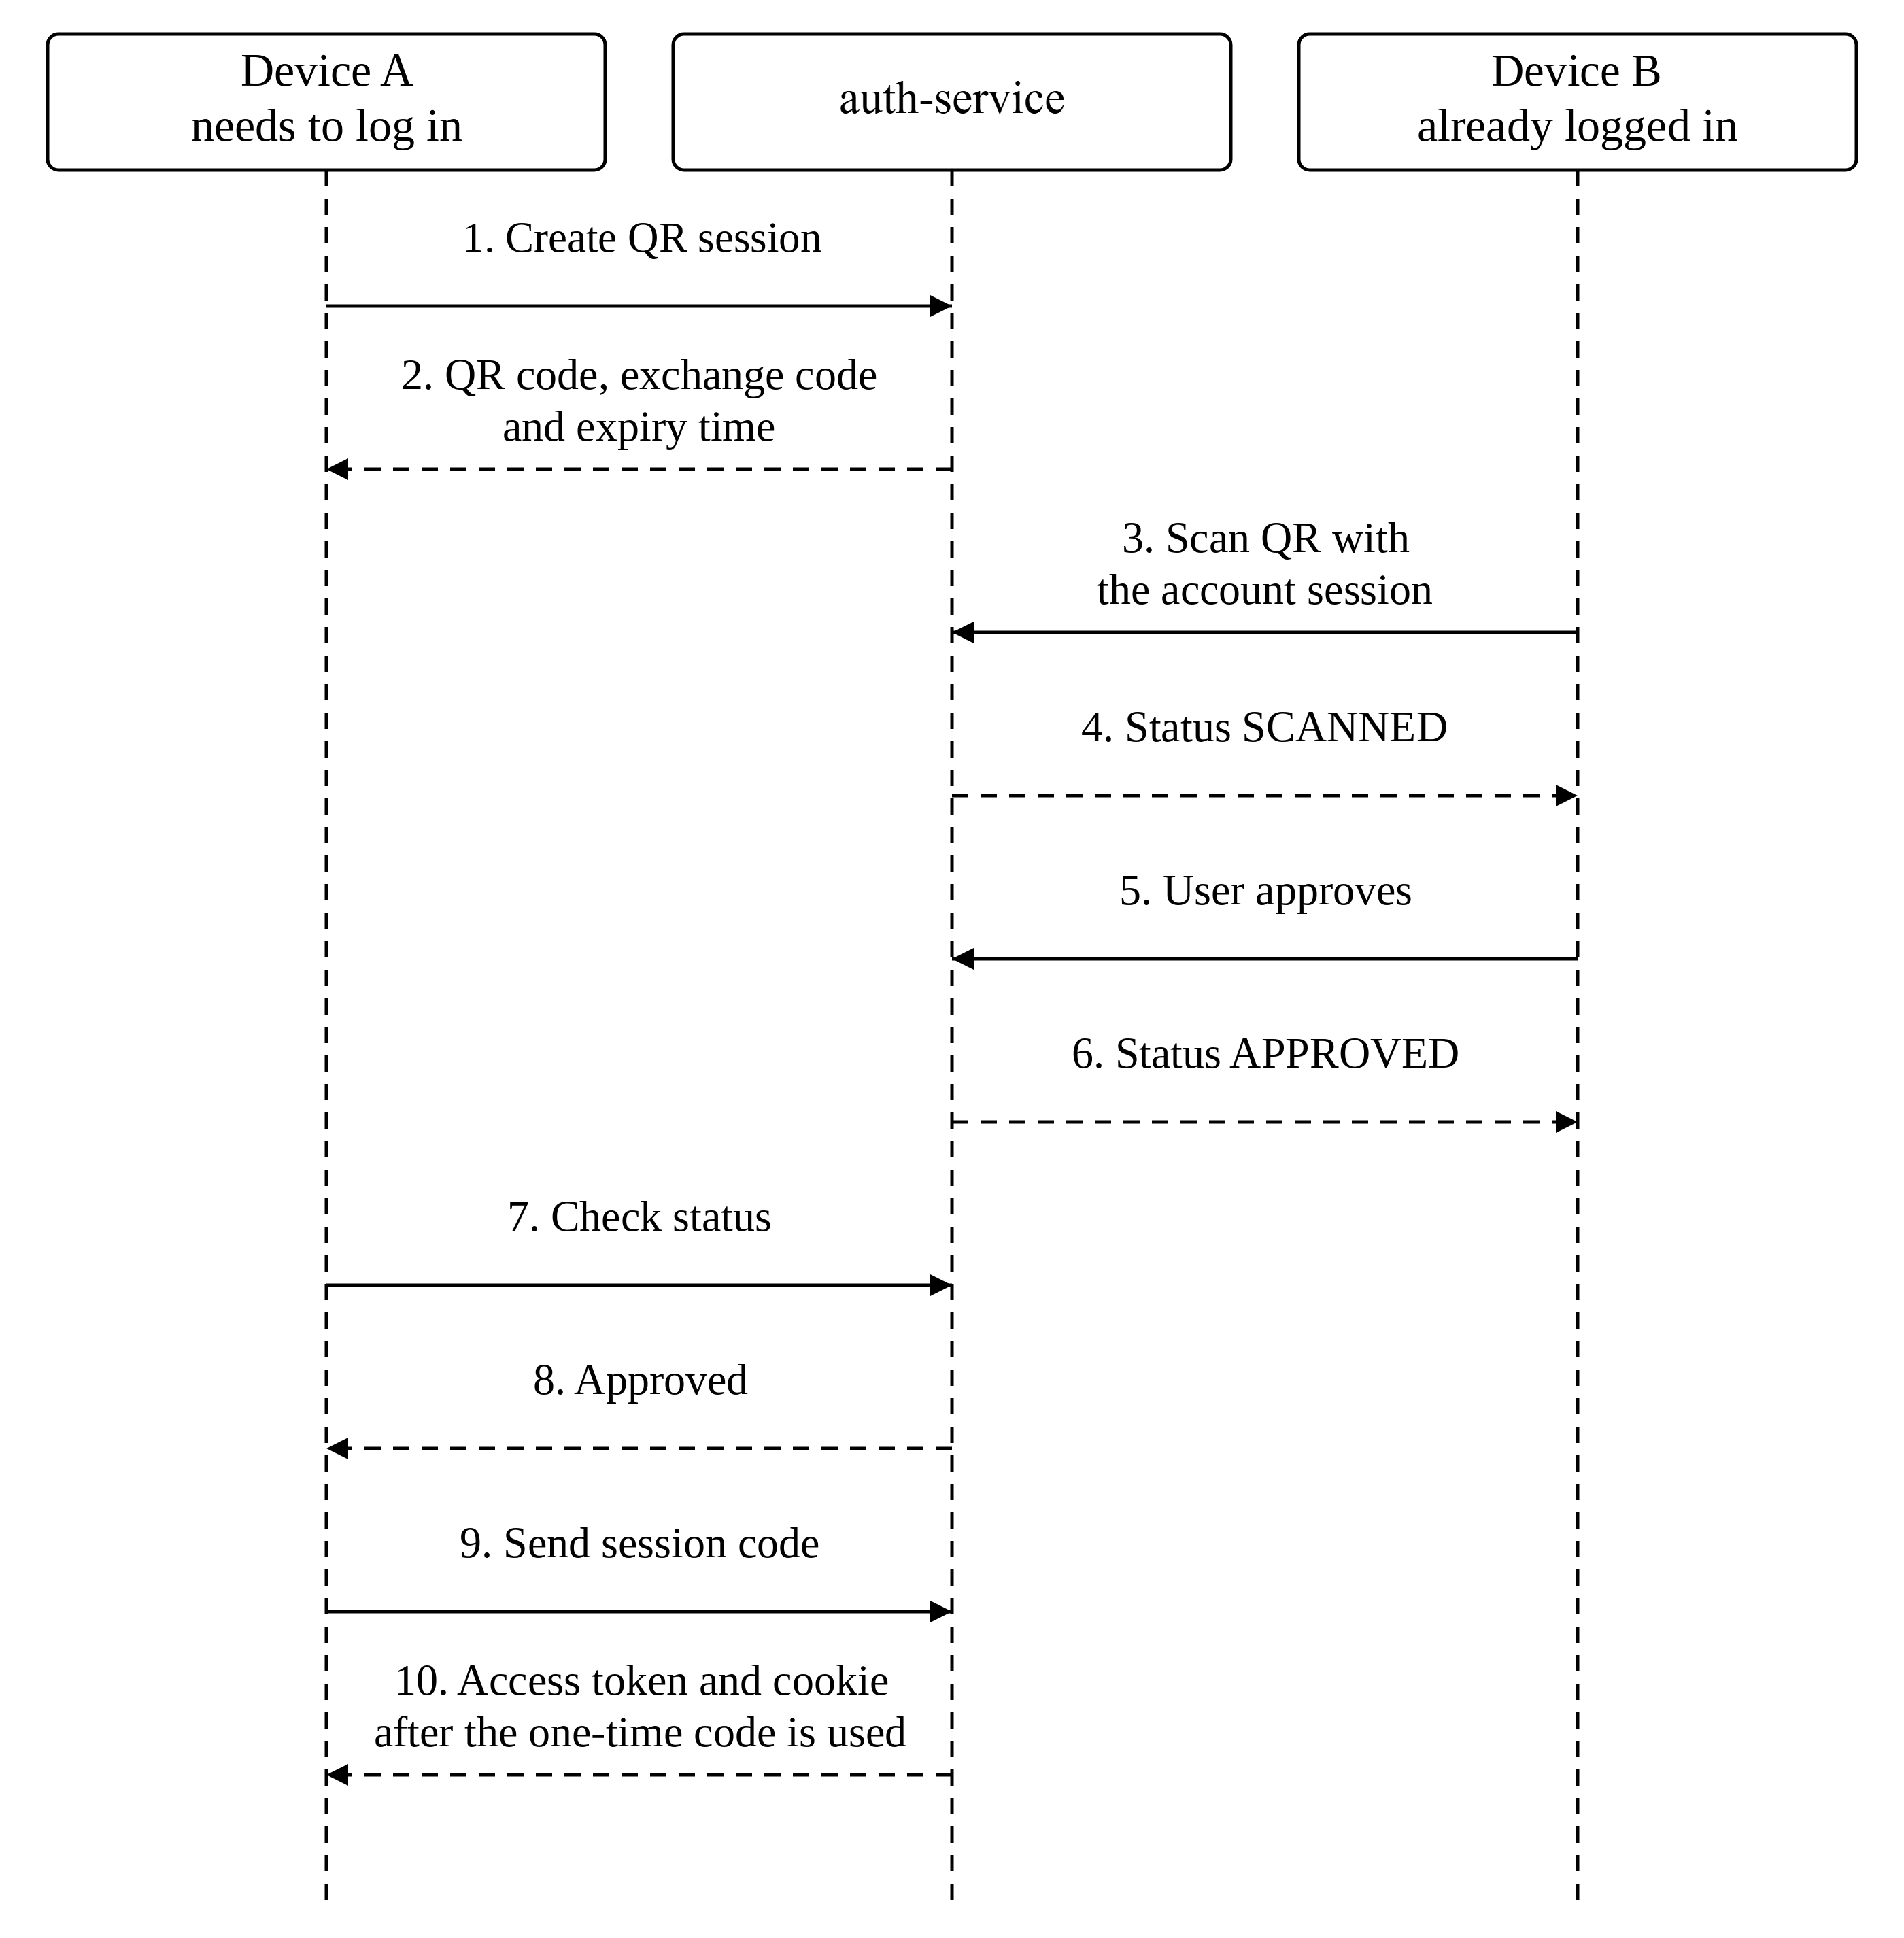 Device A
needs to log in
auth-service
Device B
already logged in
1. Create QR session
2. QR code, exchange code
and expiry time
3. Scan QR with
the account session
4. Status SCANNED
5. User approves
6. Status APPROVED
7. Check status
8. Approved
9. Send session code
10. Access token and cookie
after the one-time code is used